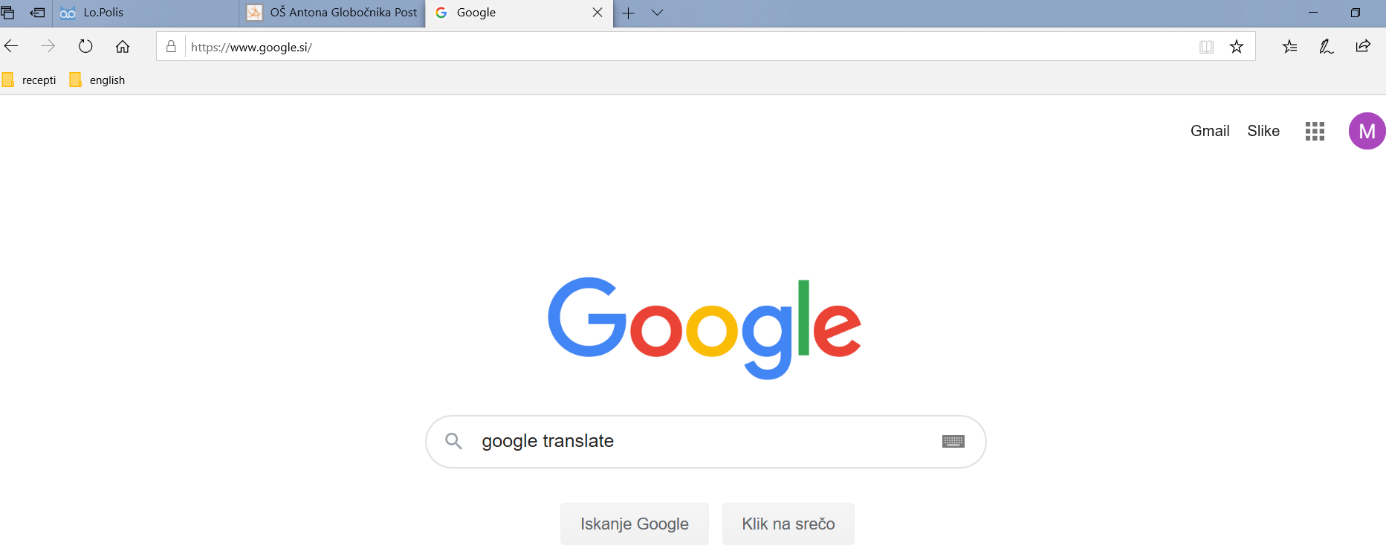 Lo.Polis
OŠ Antona Globočnika Post
Google
https://www.google.si/
recepti
english
Gmail
Slike
M
Google
google translate
Iskanje Google
Klik na srečo